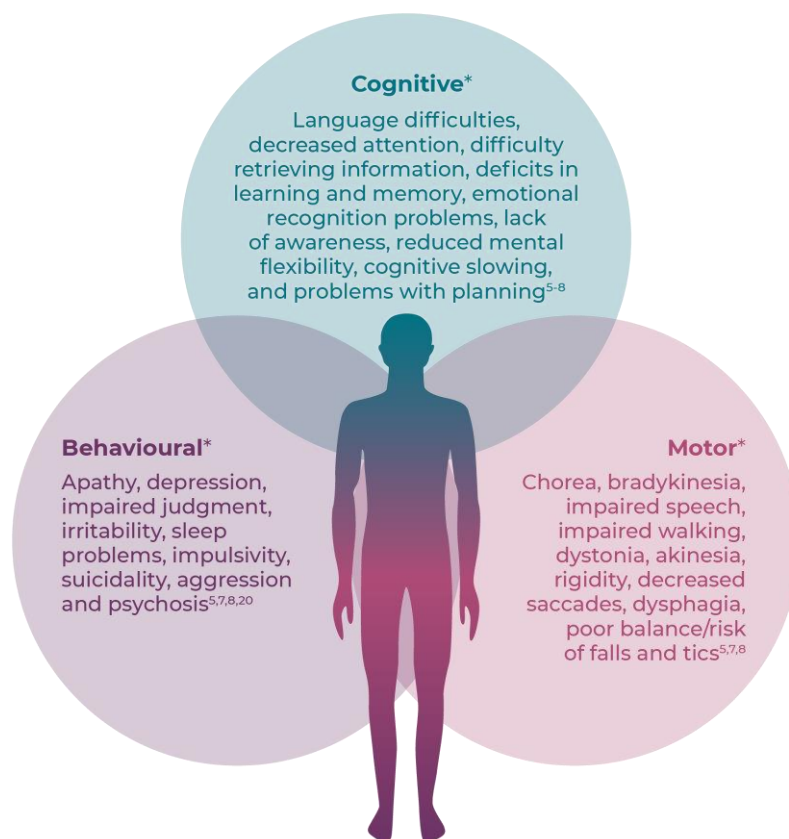 Cognitive*
Language difficulties,
decreased attention, difficulty
retrieving information, deficits in
learning and memory, emotional
recognition problems, lack
of awareness, reduced mental
flexibility, cognitive slowing,
and problems with planning5-8
Behavioural*
Apathy, depression,
impaired judgment,
irritability, sleep
problems, impulsivity,
suicidality, aggression
and psychosis5,7,8,20
Motor*
Chorea, bradykinesia,
impaired speech,
impaired walking,
dystonia, akinesia,
rigidity, decreased
saccades, dysphagia,
poor balance/risk
of falls and tics5,7,8